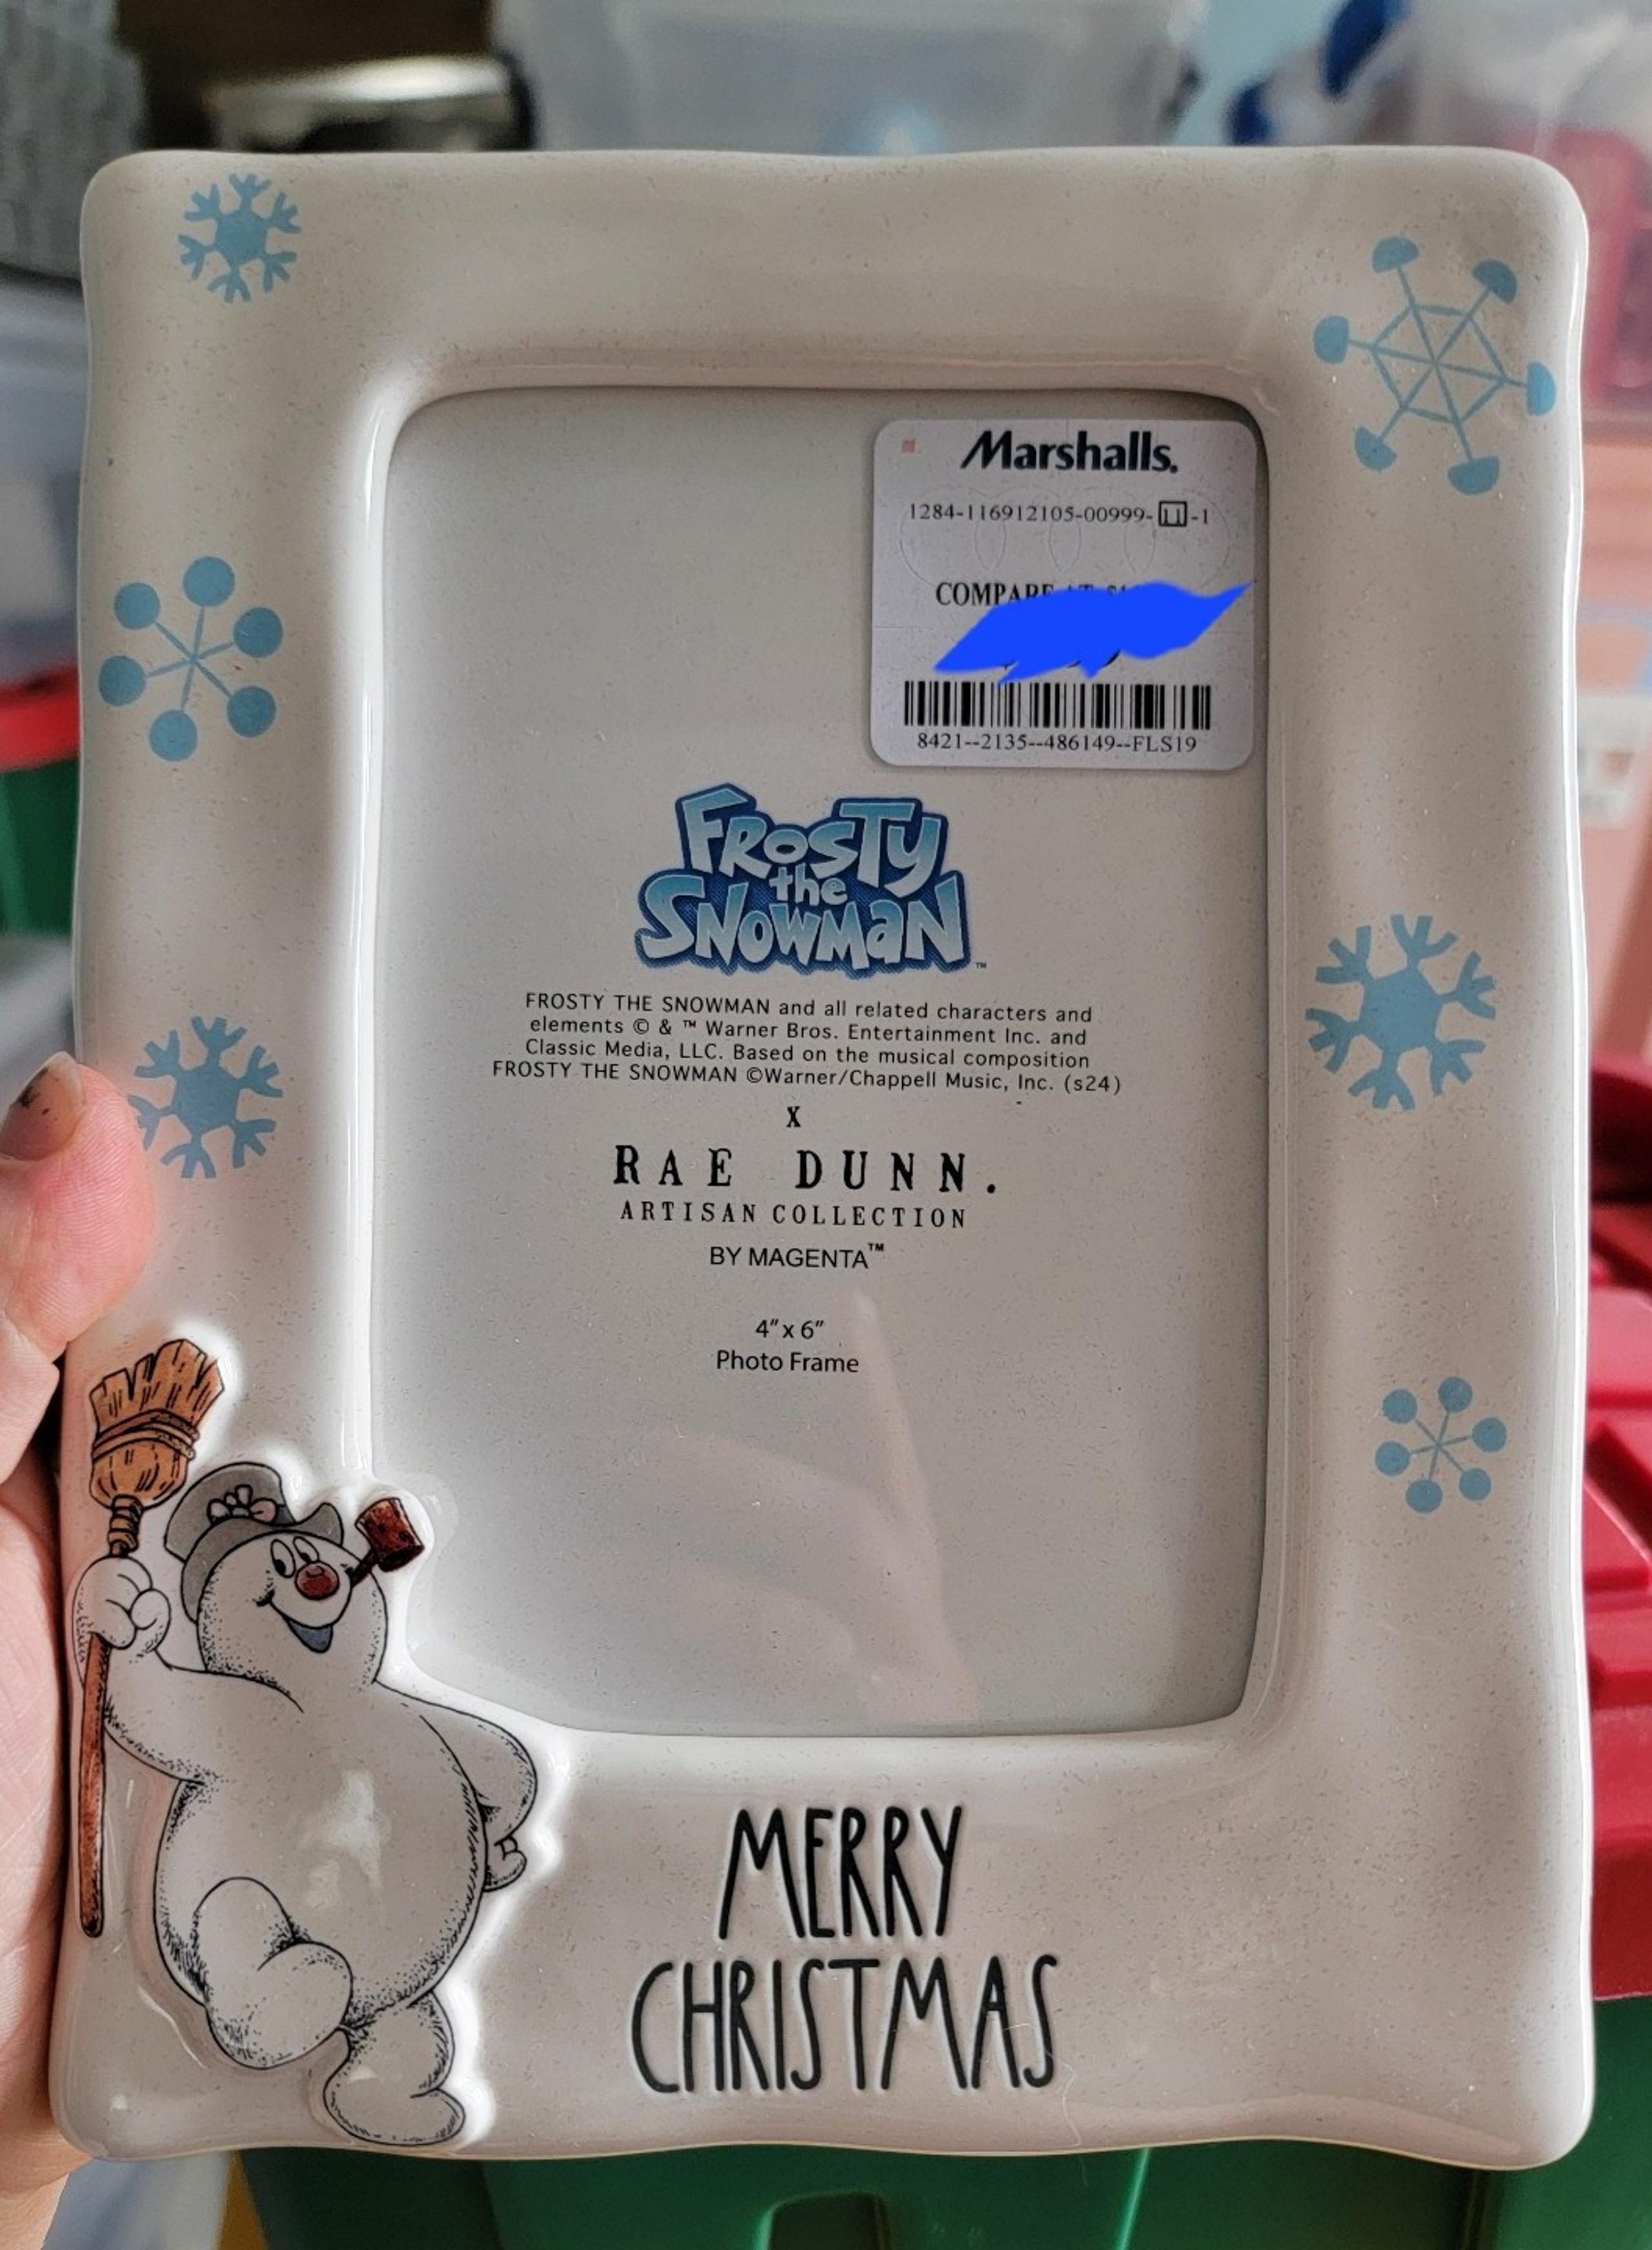 Marshalls.
1284-116912105-00999-11-1
COMPARE AT
8421--2135--486149--FLS19
FROSTY
the
SNOWMAN™
FROSTY THE SNOWMAN and all related characters and
elements © & ™ Warner Bros. Entertainment Inc. and
Classic Media, LLC. Based on the musical composition
FROSTY THE SNOWMAN ©Warner/Chappell Music, Inc. (s24)
X
RAE DUNN.
ARTISAN COLLECTION
BY MAGENTA™
4" x 6"
Photo Frame
MERRY
CHRISTMAS